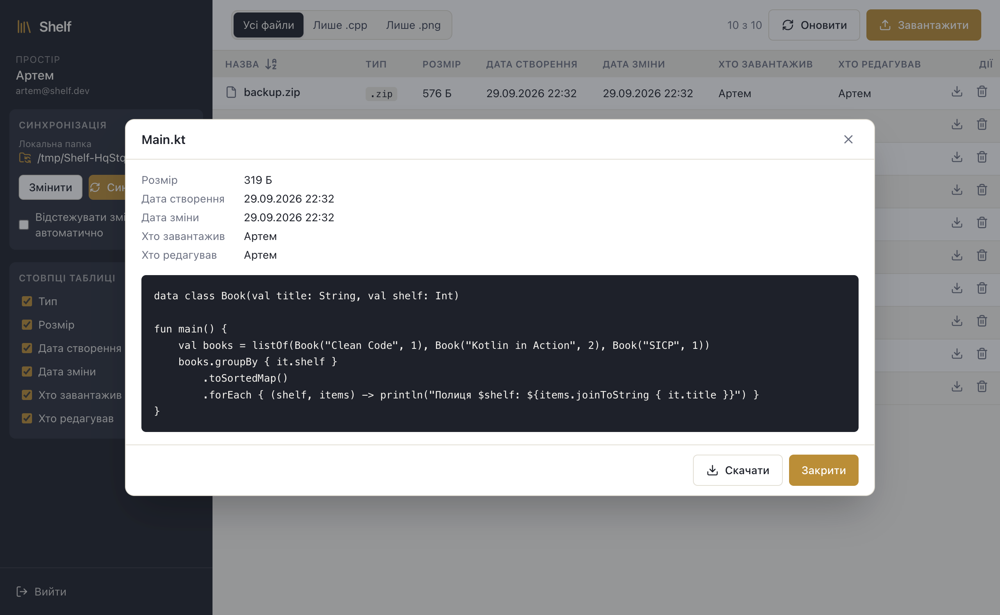 Shelf
ПРОСТІР
Артем
artem@shelf.dev
СИНХРОНІЗАЦІЯ
Локальна папка
/tmp/Shelf-HqStq
Змінити
Син
Відстежувати змі
автоматично
СТОВПЦІ ТАБЛИЦІ
Тип
Розмір
Дата створення
Дата зміни
Хто завантажив
Хто редагував
Вийти
Усі файли Лише .cpp Лише .png 10 з 10 Оновити Завантажити
НАЗВА ТИП РОЗМІР ДАТА СТВОРЕННЯ ДАТА ЗМІНИ ХТО ЗАВАНТАЖИВ ХТО РЕДАГУВАВ ДІЇ
backup.zip .zip 576 Б 29.09.2026 22:32 29.09.2026 22:32 Артем Артем
Main.kt
Розмір 319 Б
Дата створення 29.09.2026 22:32
Дата зміни 29.09.2026 22:32
Хто завантажив Артем
Хто редагував Артем
data class Book(val title: String, val shelf: Int)
fun main() {
    val books = listOf(Book("Clean Code", 1), Book("Kotlin in Action", 2), Book("SICP", 1))
    books.groupBy { it.shelf }
        .toSortedMap()
        .forEach { (shelf, items) -> println("Полиця $shelf: ${items.joinToString { it.title }}") }
}
Скачати Закрити